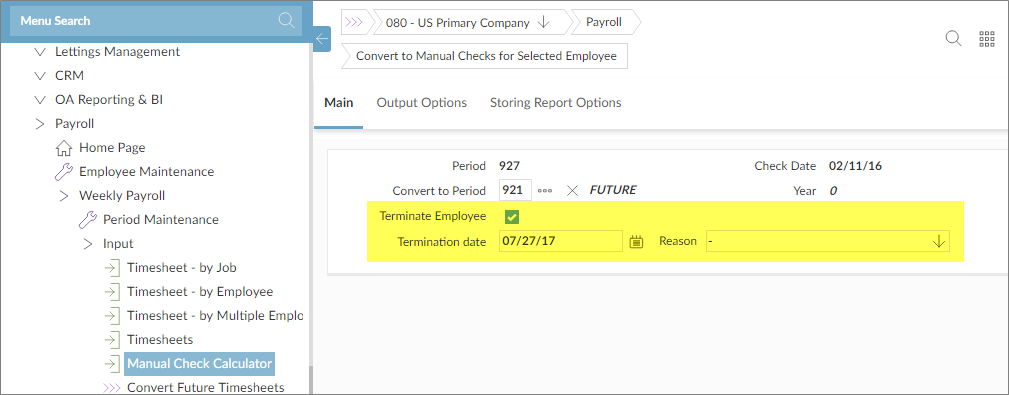 Menu Search
Lettings Management
CRM
OA Reporting & BI
Payroll
Home Page
Employee Maintenance
Weekly Payroll
Period Maintenance
Input
Timesheet - by Job
Timesheet - by Employee
Timesheet - by Multiple Emplo
Timesheets
Manual Check Calculator
Convert Future Timesheets
080 - US Primary Company
Payroll
Convert to Manual Checks for Selected Employee
Main Output Options Storing Report Options
Period 927 Check Date 02/11/16
Convert to Period 921 FUTURE Year 0
Terminate Employee
Termination date 07/27/17 Reason -